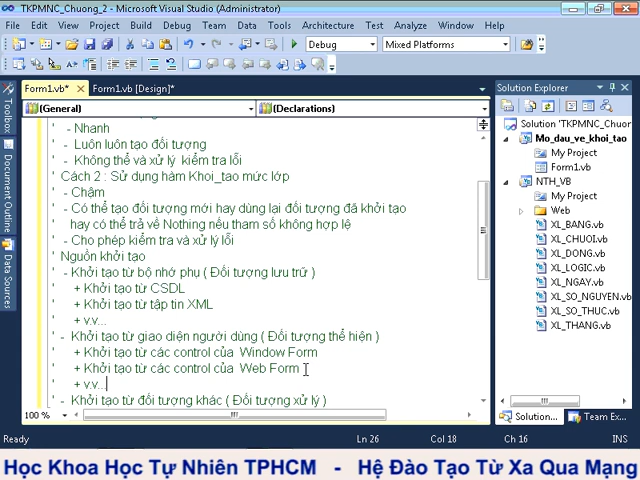 TKPMNC_Chuong_2 - Microsoft Visual Studio (Administrator)
File Edit View Project Build Debug Team Data Tools Architecture Test Analyze Window Help
Debug Mixed Platforms
Form1.vb* Form1.vb [Design]*
(General) (Declarations)
' - Nhanh
' - Luôn luôn tạo đối tượng
' - Không thể và xử lý kiểm tra lỗi
' Cách 2 : Sử dụng hàm Khoi_tao mức lớp
' - Chậm
' - Có thể tạo đối tượng mới hay dùng lại đối tượng đã khởi tạo
' hay có thể trả về Nothing nếu tham số không hợp lệ
' - Cho phép kiểm tra và xử lý lỗi
' Nguồn khởi tạo
' - Khởi tạo từ bộ nhớ phụ ( Đối tượng lưu trữ )
' + Khởi tạo từ CSDL
' + Khởi tạo từ tập tin XML
' + v.v...
' - Khởi tạo từ giao diện người dùng ( Đối tượng thể hiện )
' + Khởi tạo từ các control của Window Form
' + Khởi tạo từ các control của Web Form
' + v.v...
' - Khởi tạo từ đối tượng khác ( Đối tượng xử lý )
100 %
Toolbox
Document Outline
Data Sources
Solution Explorer
Solution 'TKPMNC_Chuon
Mo_dau_ve_khoi_tao
My Project
Form1.vb
NTH_VB
My Project
Web
XL_BANG.vb
XL_CHUOI.vb
XL_DONG.vb
XL_LOGIC.vb
XL_NGAY.vb
XL_SO_NGUYEN.vb
XL_SO_THUC.vb
XL_THANG.vb
Solution... Team Ex...
Ready Ln 26 Col 18 Ch 16 INS
Học Khoa Học Tự Nhiên TPHCM - Hệ Đào Tạo Từ Xa Qua Mạng